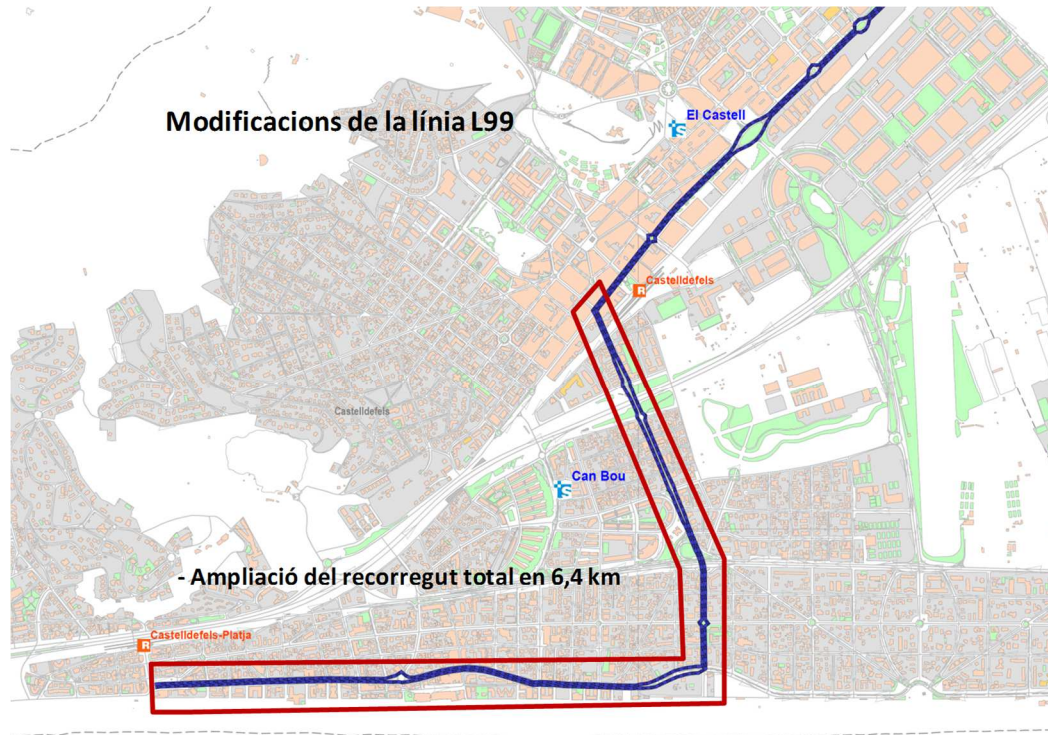 Modificacions de la línia L99
El Castell
R Castelldefels
Castelldefels
Can Bou
- Ampliació del recorregut total en 6,4 km
Castelldefels-Platja
R